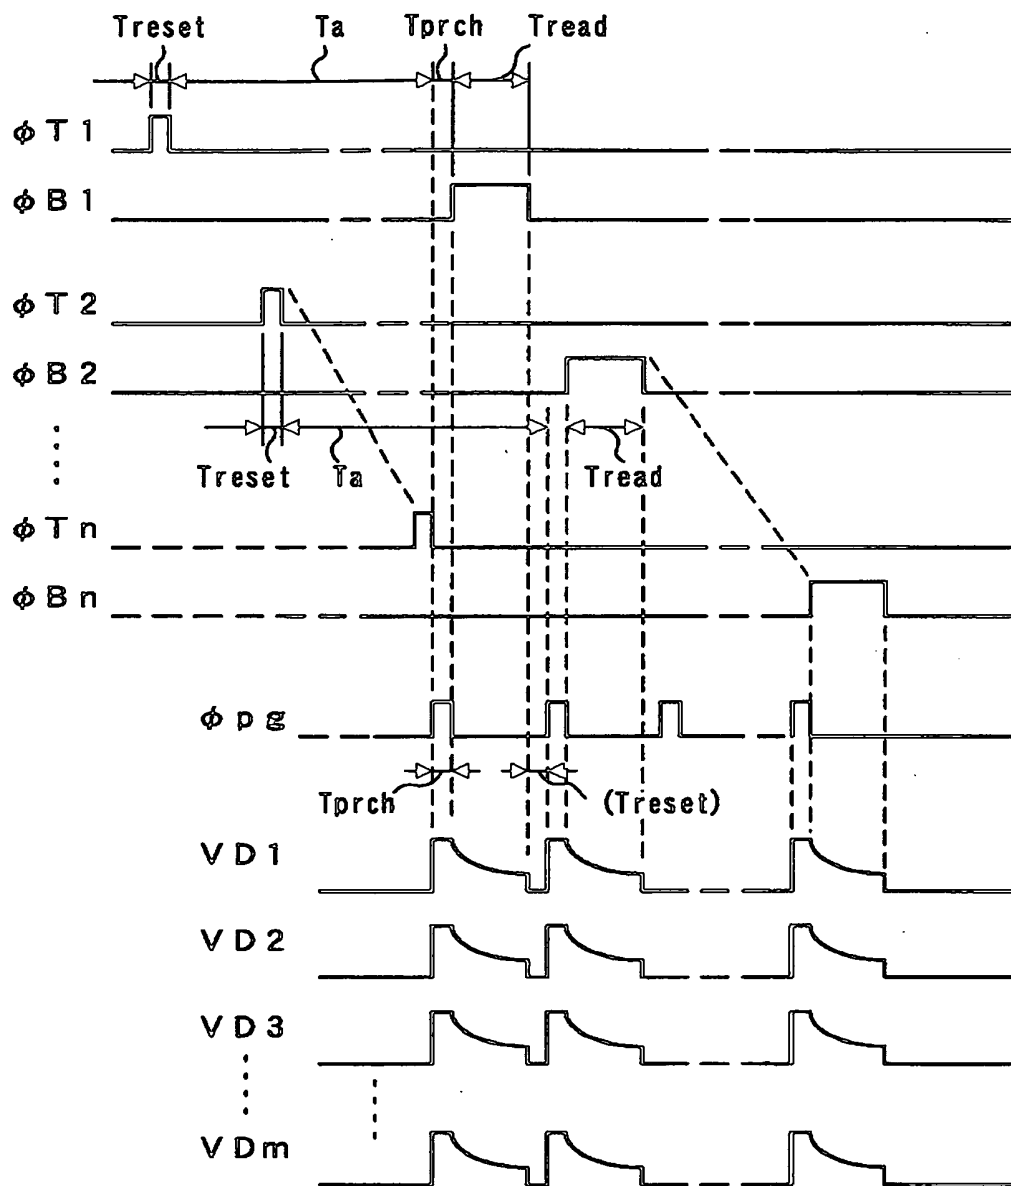 Treset Ta Tprch Tread
φT1
φB1
φT2
φB2
Treset Ta Tread
φTn
φBn
φpg
Tprch (Treset)
VD1
VD2
VD3
VDm